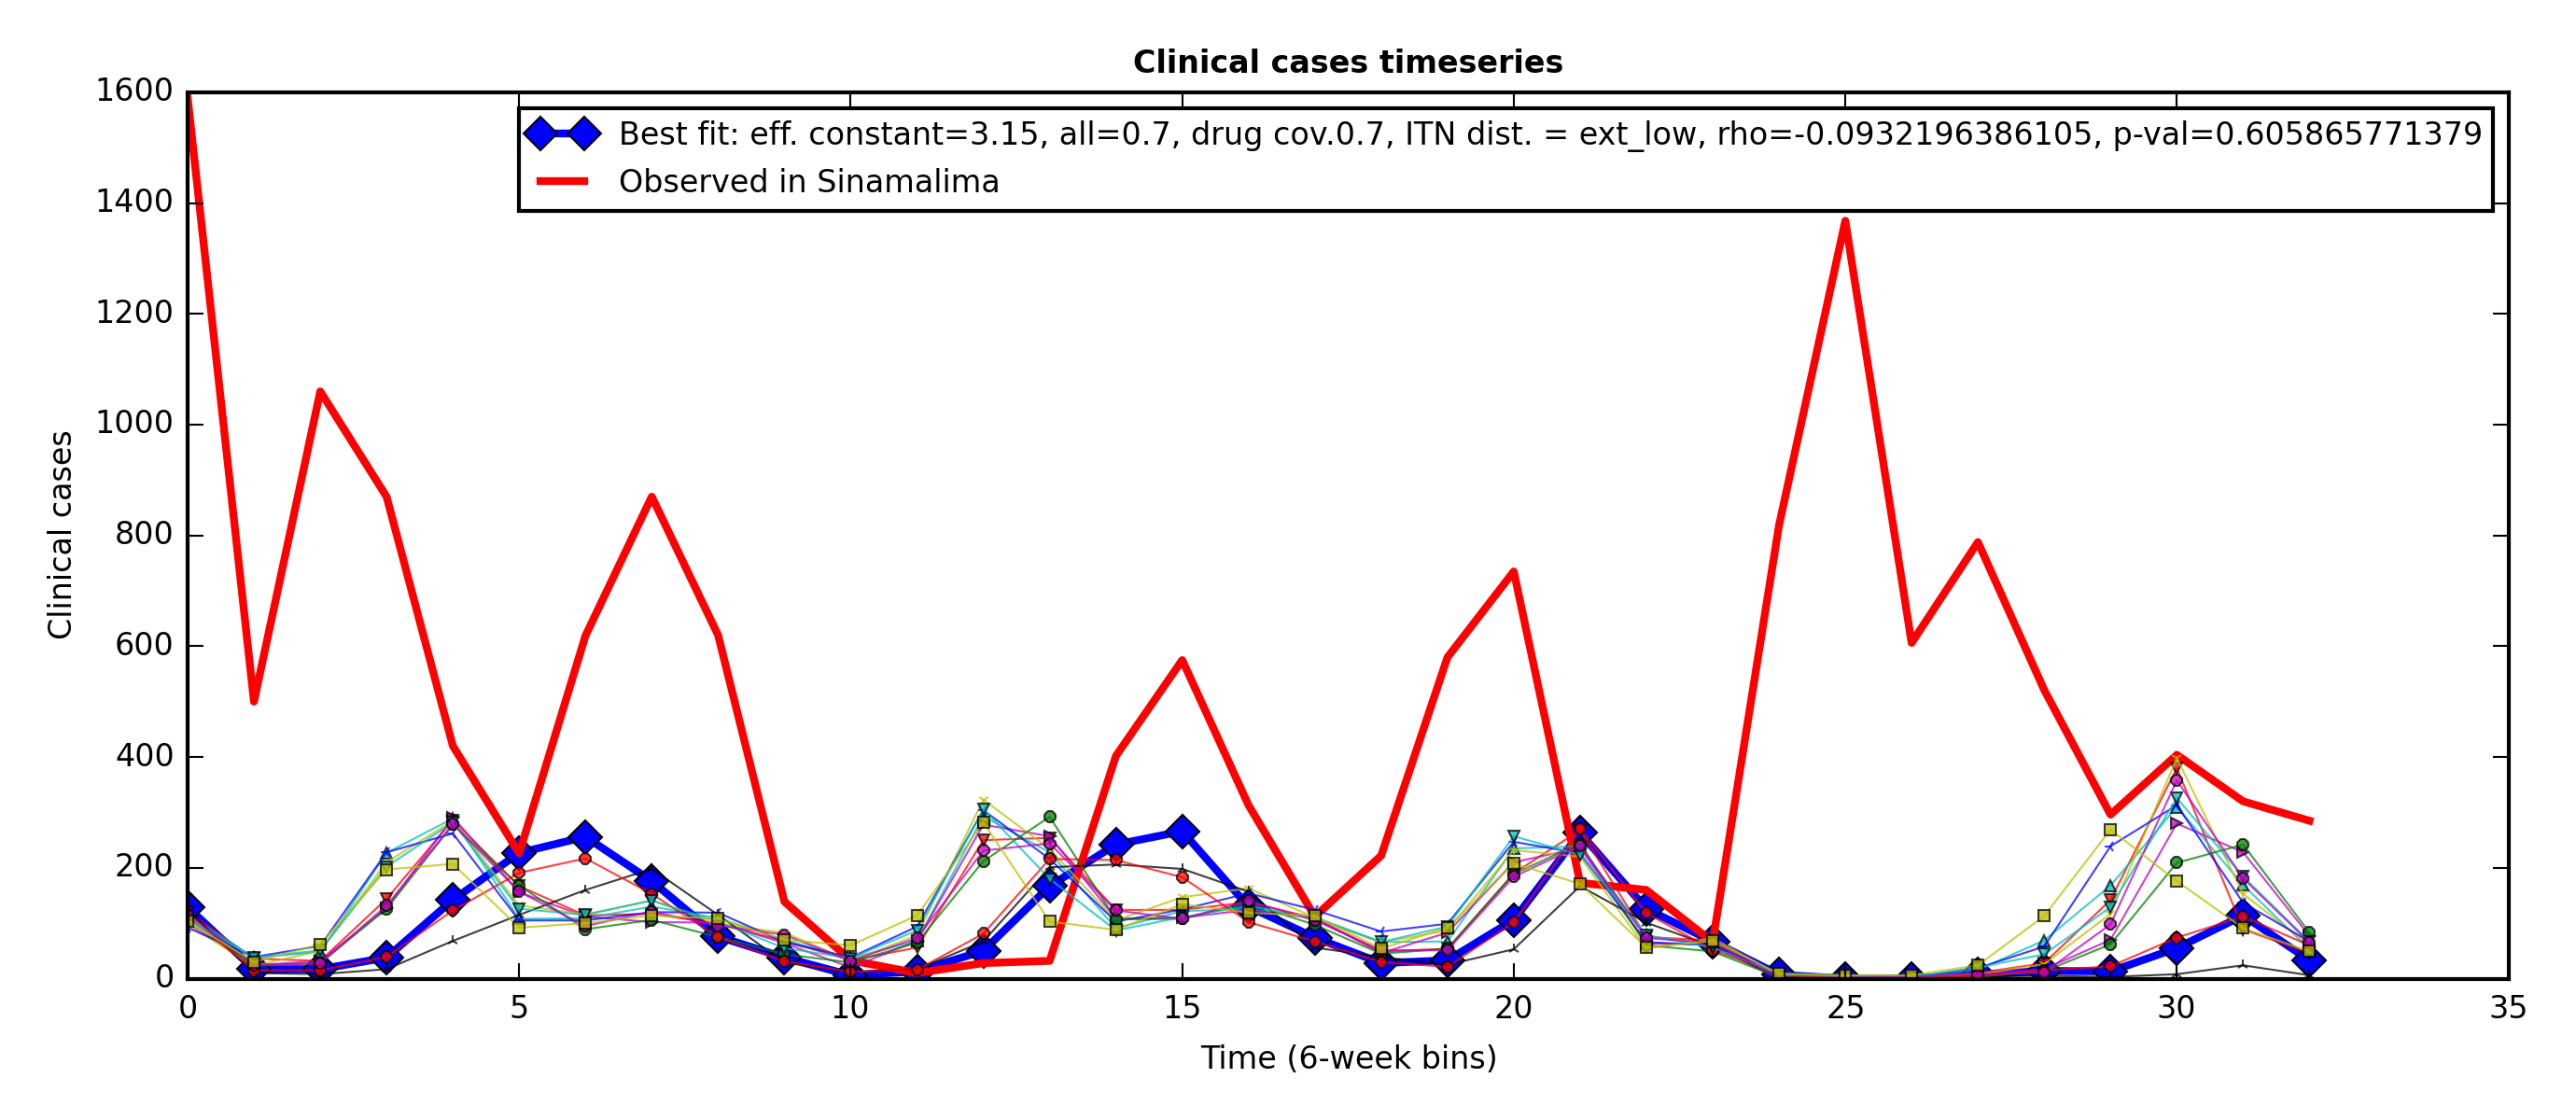 Clinical cases timeseries
Best fit: eff. constant=3.15, all=0.7, drug cov.0.7, ITN dist. = ext_low, rho=-0.0932196386105, p-val=0.605865771379
Observed in Sinamalima
Clinical cases
1600
1400
1200
1000
800
600
400
200
0
0 5 10 15 20 25 30 35
Time (6-week bins)